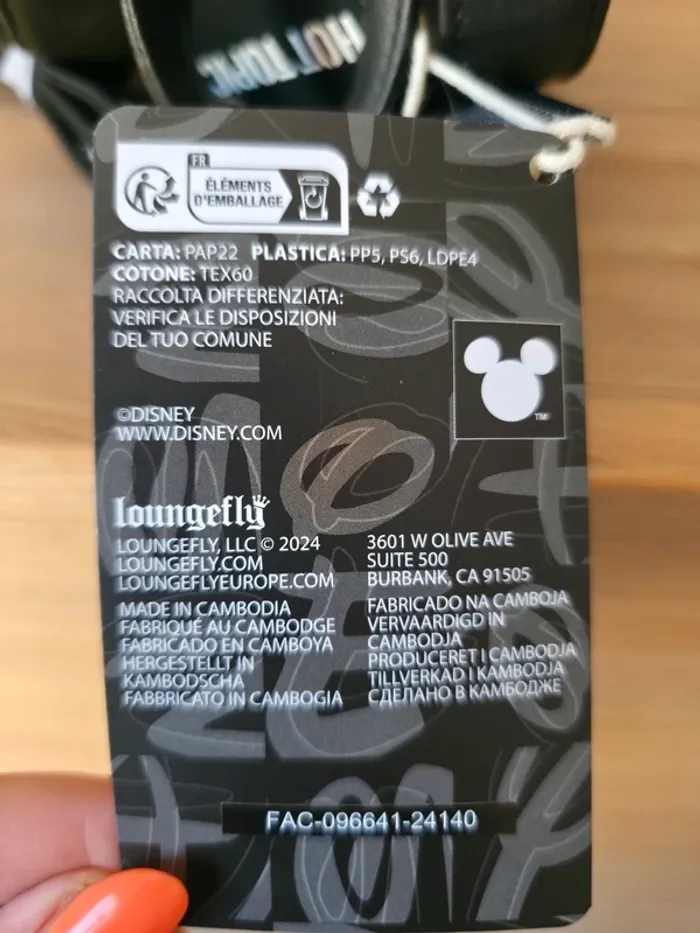 HOT TOPIC
FR
ÉLÉMENTS
D'EMBALLAGE
CARTA: PAP22 PLASTICA: PP5, PS6, LDPE4
COTONE: TEX60
RACCOLTA DIFFERENZIATA:
VERIFICA LE DISPOSIZIONI
DEL TUO COMUNE
TM
©DISNEY
WWW.DISNEY.COM
loungefly
LOUNGEFLY, LLC © 2024
LOUNGEFLY.COM
LOUNGEFLYEUROPE.COM
3601 W OLIVE AVE
SUITE 500
BURBANK, CA 91505
MADE IN CAMBODIA
FABRIQUÉ AU CAMBODGE
FABRICADO EN CAMBOYA
HERGESTELLT IN
KAMBODSCHA
FABBRICATO IN CAMBOGIA
FABRICADO NA CAMBOJA
VERVAARDIGD IN
CAMBODJA
PRODUCERET I CAMBODJA
TILLVERKAD I KAMBODJA
СДЕЛАНО В КАМБОДЖЕ
FAC-096641-24140